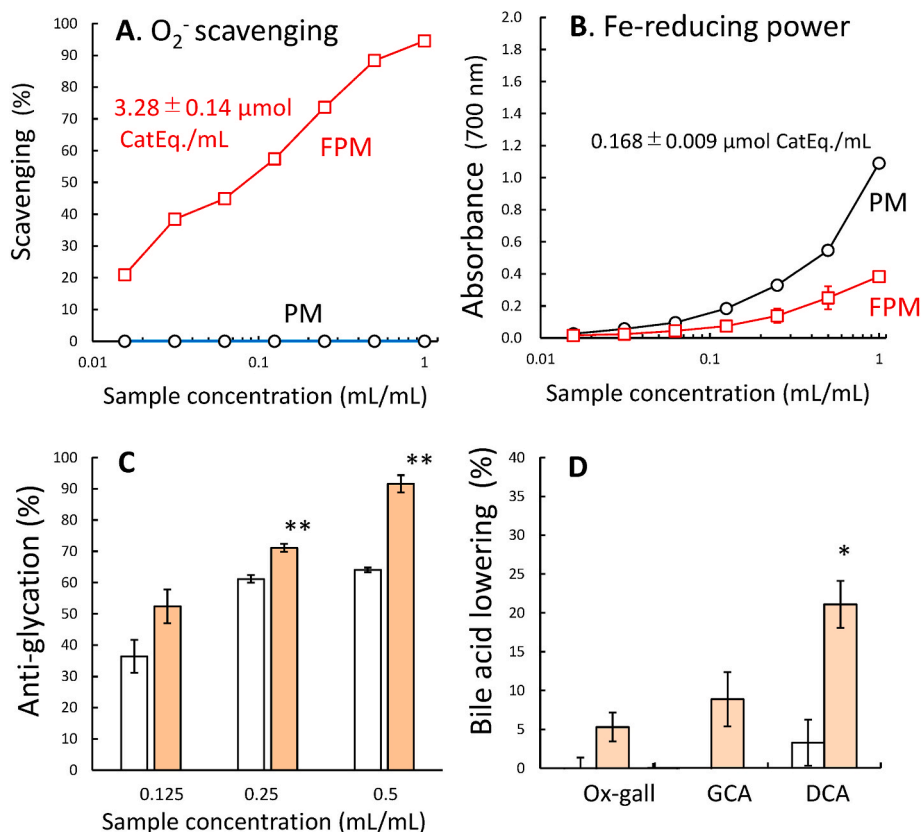 A. O₂⁻ scavenging
Scavenging (%)
100
90
80
70
60
50
40
30
20
10
0
3.28 ± 0.14 µmol
CatEq./mL
FPM
PM
0.01
0.1
1
Sample concentration (mL/mL)
B. Fe-reducing power
Absorbance (700 nm)
2.0
1.8
1.6
1.4
1.2
1.0
0.8
0.6
0.4
0.2
0.0
0.168 ± 0.009 µmol CatEq./mL
PM
FPM
0.01
0.1
1
Sample concentration (mL/mL)
C
Anti-glycation (%)
100
90
80
70
60
50
40
30
20
10
0
**
**
0.125
0.25
0.5
Sample concentration (mL/mL)
D
Bile acid lowering (%)
40
35
30
25
20
15
10
5
0
*
Ox-gall
GCA
DCA